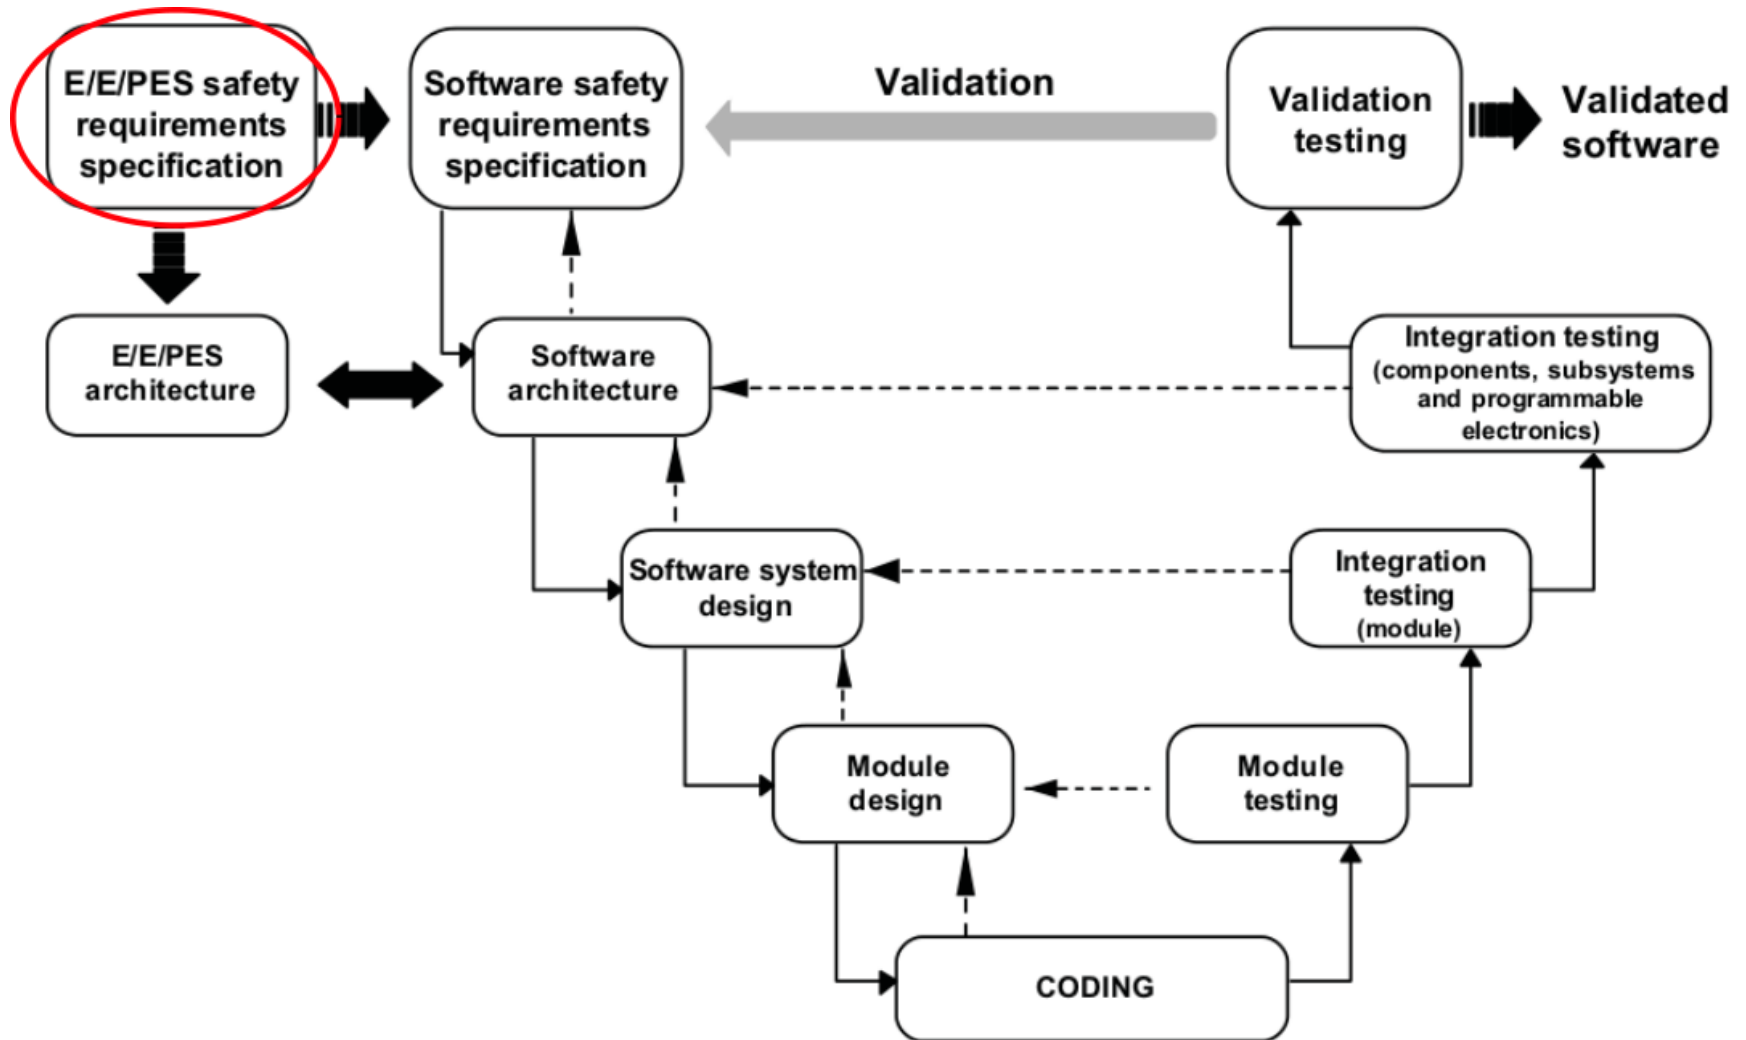 E/E/PES safety
requirements
specification
Software safety
requirements
specification
Validation
Validation
testing
Validated
software
E/E/PES
architecture
Software
architecture
Integration testing
(components, subsystems
and programmable
electronics)
Software system
design
Integration
testing
(module)
Module
design
Module
testing
CODING